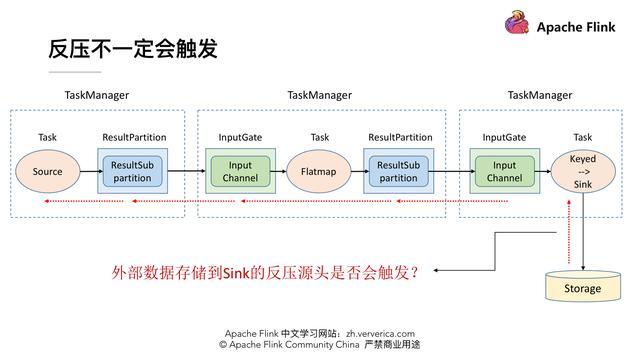 反压不一定会触发
Apache Flink
TaskManager
TaskManager
TaskManager
Task
ResultPartition
InputGate
Task
ResultPartition
InputGate
Task
Source
ResultSub
partition
Input
Channel
Flatmap
ResultSub
partition
Input
Channel
Keyed
-->
Sink
外部数据存储到Sink的反压源头是否会触发？
Storage
Apache Flink 中文学习网站：zh.ververica.com
© Apache Flink Community China 严禁商业用途